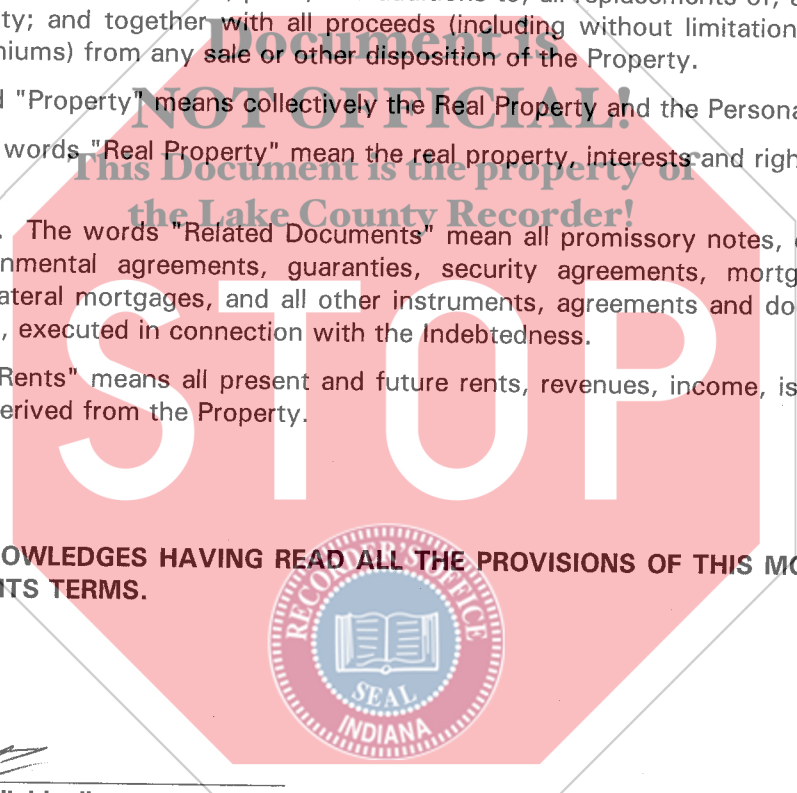 ty; and together with all proceeds (including without limitation
niums) from any sale or other disposition of the Property.
"Property" means collectively the Real Property and the Persona
words "Real Property" mean the real property, interests and righ
. The words "Related Documents" mean all promissory notes,
nmental agreements, guaranties, security agreements, mortg
ateral mortgages, and all other instruments, agreements and do
, executed in connection with the Indebtedness.
Rents" means all present and future rents, revenues, income, is
erived from the Property.
OWLEDGES HAVING READ ALL THE PROVISIONS OF THIS MO
ITS TERMS.
Document is
NOT OFFICIAL!
This Document is the property of
the Lake County Recorder!
STOP
RECORDER'S OFFICE
SEAL
INDIANA